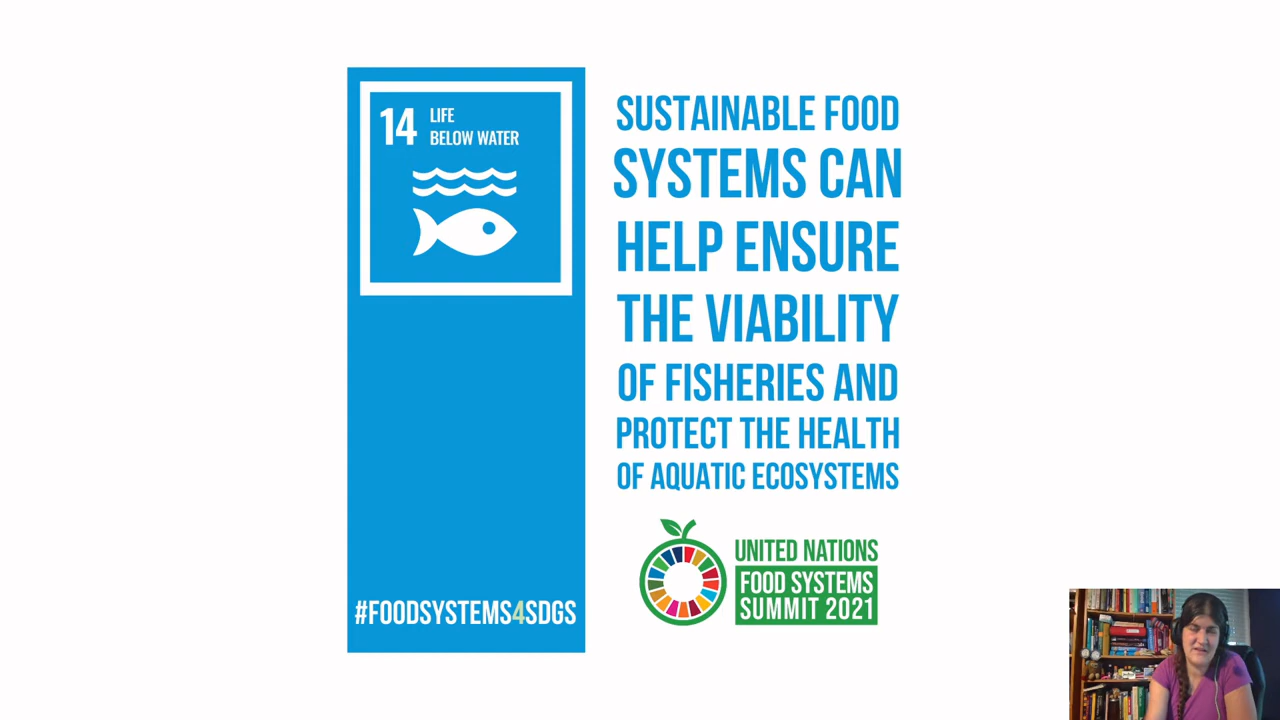 14 LIFE
BELOW WATER
#FOODSYSTEMS4SDGS
SUSTAINABLE FOOD
SYSTEMS CAN
HELP ENSURE
THE VIABILITY
OF FISHERIES AND
PROTECT THE HEALTH
OF AQUATIC ECOSYSTEMS
UNITED NATIONS
FOOD SYSTEMS
SUMMIT 2021